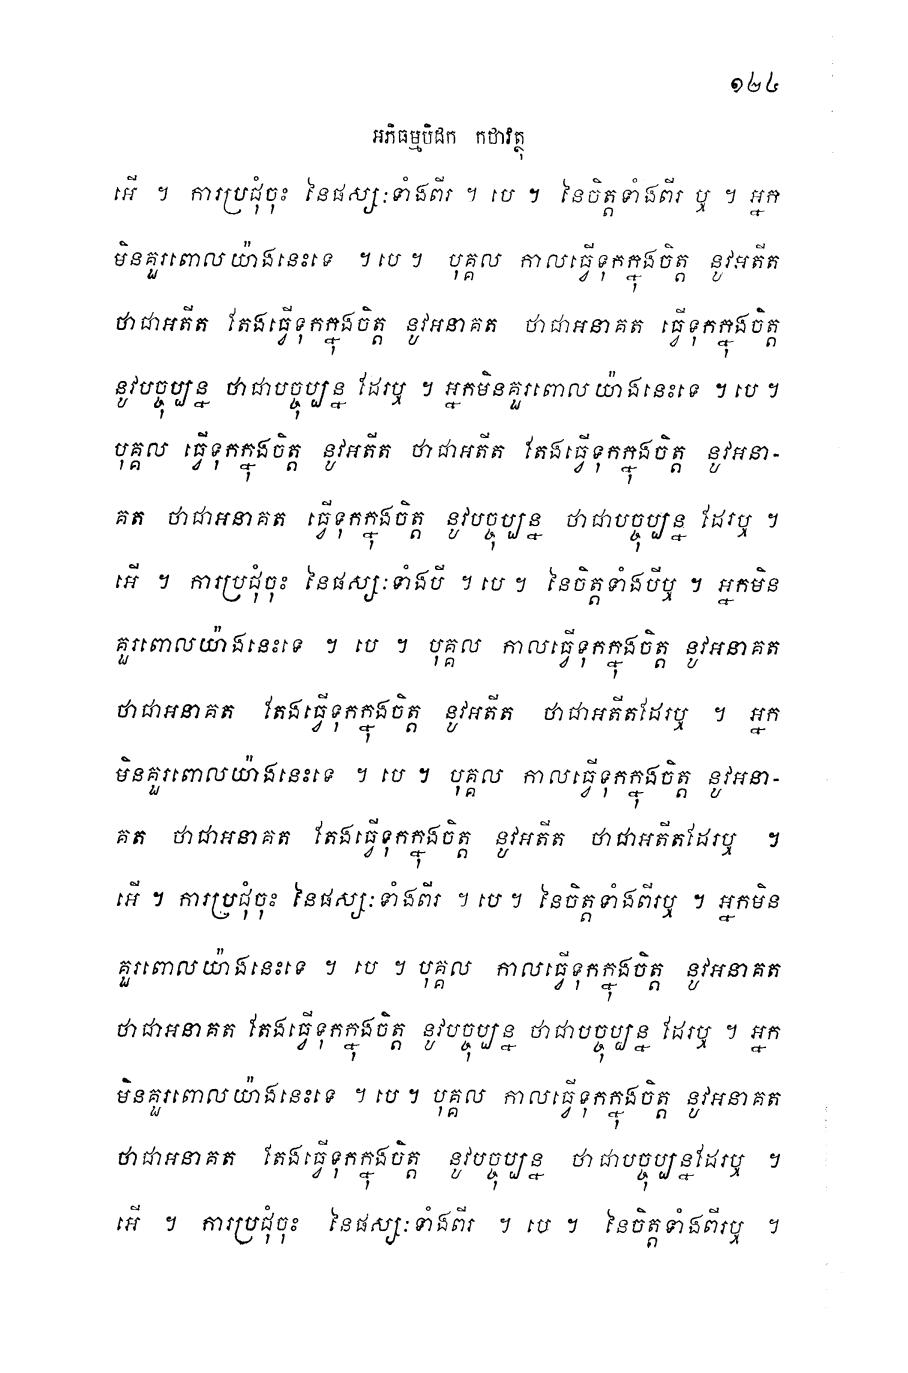 ១២៤
អភិធម្មបិដក កថាវត្ថុ
អើ ។ ការប្រជុំចុះ នៃផស្សៈទាំងពីរ ។ បេ ។ នៃចិត្តទាំងពីរ ឬ ។ អ្នក
មិនគួរពោលយ៉ាងនេះទេ ។ បេ ។ បុគ្គល កាលធ្វើទុកក្នុងចិត្ត នូវអតីត
ថាជាអតីត តែងធ្វើទុកក្នុងចិត្ត នូវអនាគត ថាជាអនាគត ធ្វើទុកក្នុងចិត្ត
នូវបច្ចុប្បន្ន ថាជាបច្ចុប្បន្ន ដែរឬ ។ អ្នកមិនគួរពោលយ៉ាងនេះទេ ។ បេ ។
បុគ្គល ធ្វើទុកក្នុងចិត្ត នូវអតីត ថាជាអតីត តែងធ្វើទុកក្នុងចិត្ត នូវអនា-
គត ថាជាអនាគត ធ្វើទុកក្នុងចិត្ត នូវបច្ចុប្បន្ន ថាជាបច្ចុប្បន្ន ដែរឬ ។
អើ ។ ការប្រជុំចុះ នៃផស្សៈទាំងបី ។ បេ ។ នៃចិត្តទាំងបីឬ ។ អ្នកមិន
គួរពោលយ៉ាងនេះទេ ។ បេ ។ បុគ្គល កាលធ្វើទុកក្នុងចិត្ត នូវអនាគត
ថាជាអនាគត តែងធ្វើទុកក្នុងចិត្ត នូវអតីត ថាជាអតីតដែរឬ ។ អ្នក
មិនគួរពោលយ៉ាងនេះទេ ។ បេ ។ បុគ្គល កាលធ្វើទុកក្នុងចិត្ត នូវអនា-
គត ថាជាអនាគត តែងធ្វើទុកក្នុងចិត្ត នូវអតីត ថាជាអតីតដែរឬ ។
អើ ។ ការប្រជុំចុះ នៃផស្សៈទាំងពីរ ។ បេ ។ នៃចិត្តទាំងពីរឬ ។ អ្នកមិន
គួរពោលយ៉ាងនេះទេ ។ បេ ។ បុគ្គល កាលធ្វើទុកក្នុងចិត្ត នូវអនាគត
ថាជាអនាគត តែងធ្វើទុកក្នុងចិត្ត នូវបច្ចុប្បន្ន ថាជាបច្ចុប្បន្ន ដែរឬ ។ អ្នក
មិនគួរពោលយ៉ាងនេះទេ ។ បេ ។ បុគ្គល កាលធ្វើទុកក្នុងចិត្ត នូវអនាគត
ថាជាអនាគត តែងធ្វើទុកក្នុងចិត្ត នូវបច្ចុប្បន្ន ថាជាបច្ចុប្បន្នដែរឬ ។
អើ ។ ការប្រជុំចុះ នៃផស្សៈទាំងពីរ ។ បេ ។ នៃចិត្តទាំងពីរឬ ។